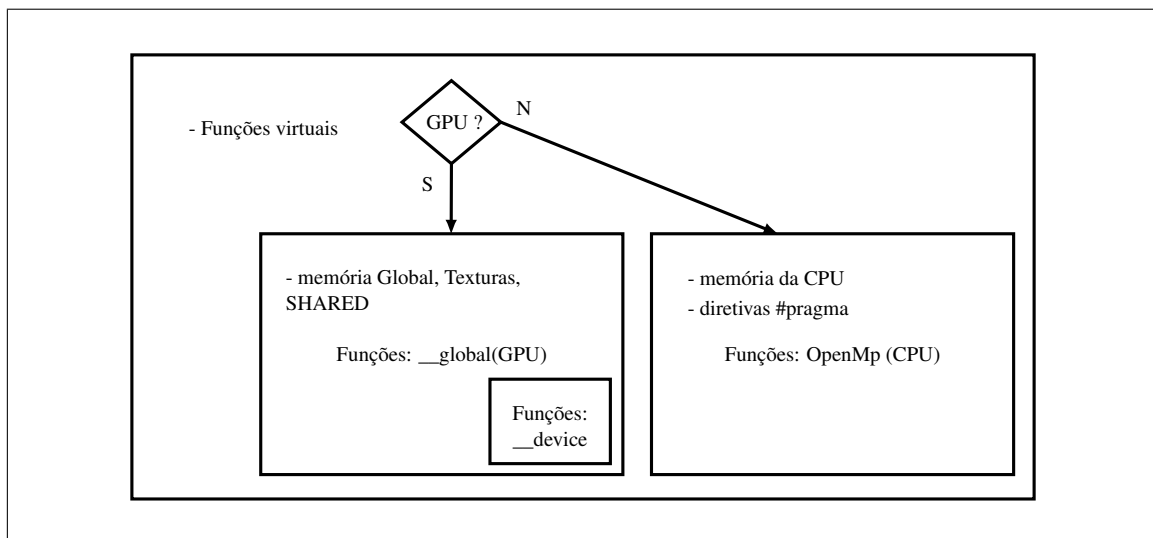 N
GPU ?
- Funções virtuais
S
- memória Global, Texturas,
SHARED
Funções: __global(GPU)
Funções:
__device
- memória da CPU
- diretivas #pragma
Funções: OpenMp (CPU)